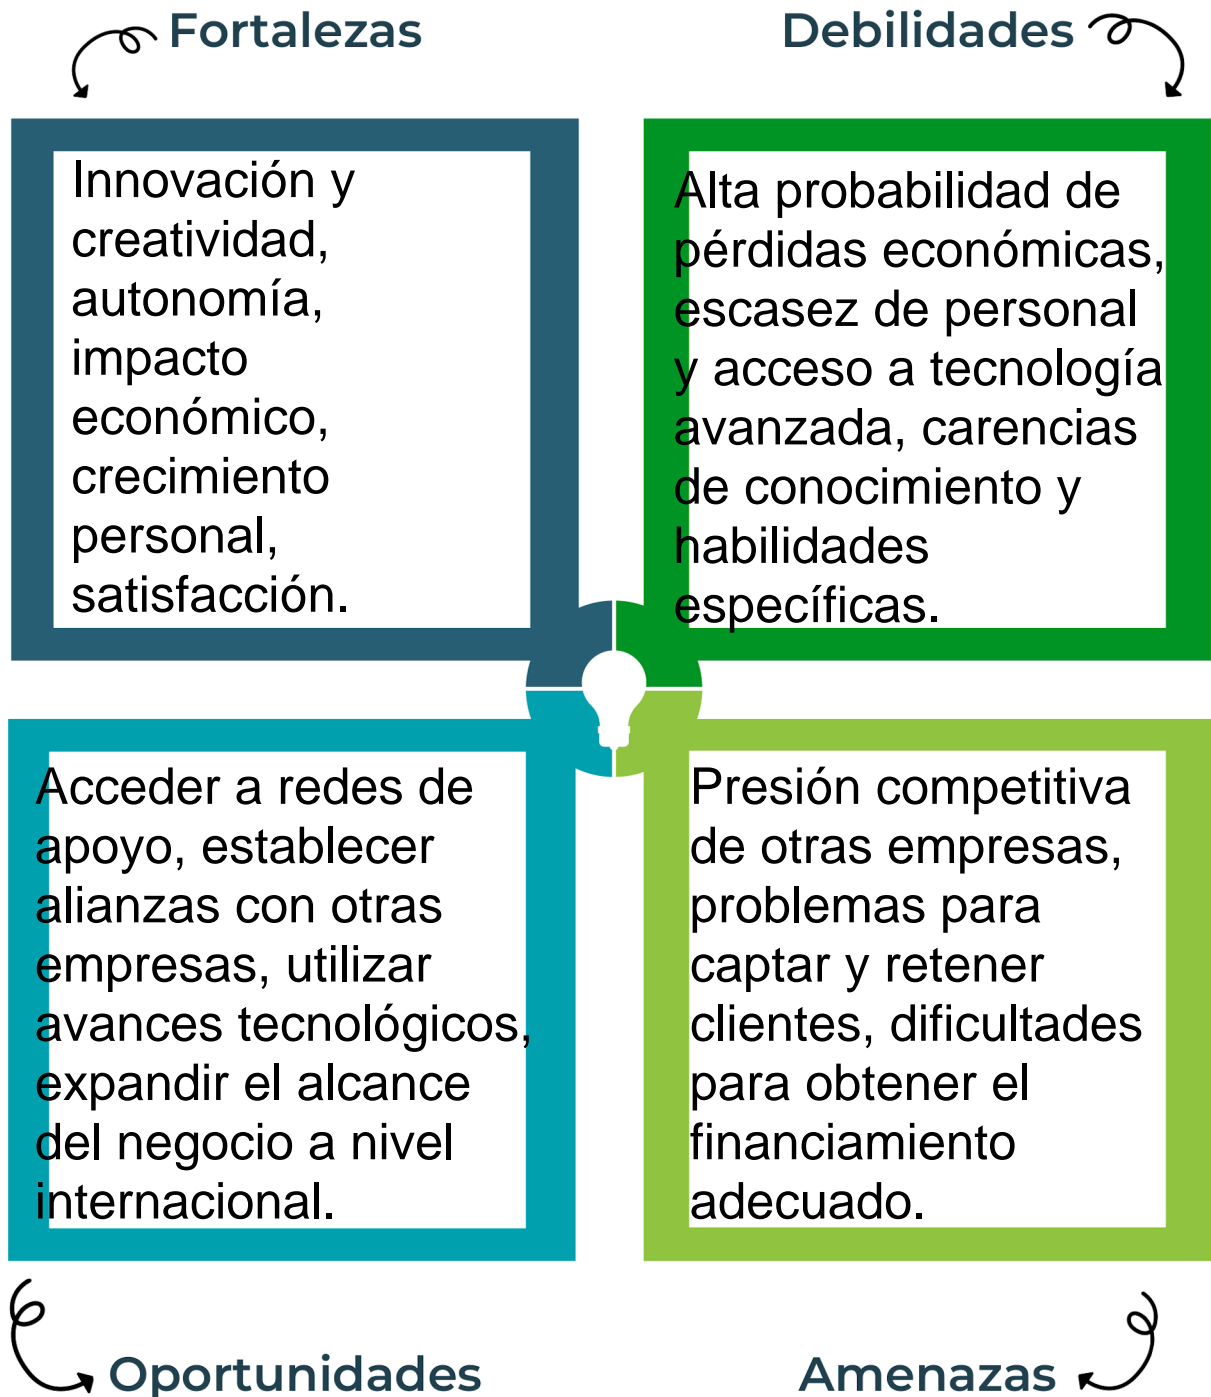 Fortalezas
Innovación y
creatividad,
autonomía,
impacto
económico,
crecimiento
personal,
satisfacción.
Debilidades
Alta probabilidad de
pérdidas económicas,
escasez de personal
y acceso a tecnología
avanzada, carencias
de conocimiento y
habilidades
específicas.
Acceder a redes de
apoyo, establecer
alianzas con otras
empresas, utilizar
avances tecnológicos,
expandir el alcance
del negocio a nivel
internacional.
Oportunidades
Presión competitiva
de otras empresas,
problemas para
captar y retener
clientes, dificultades
para obtener el
financiamiento
adecuado.
Amenazas